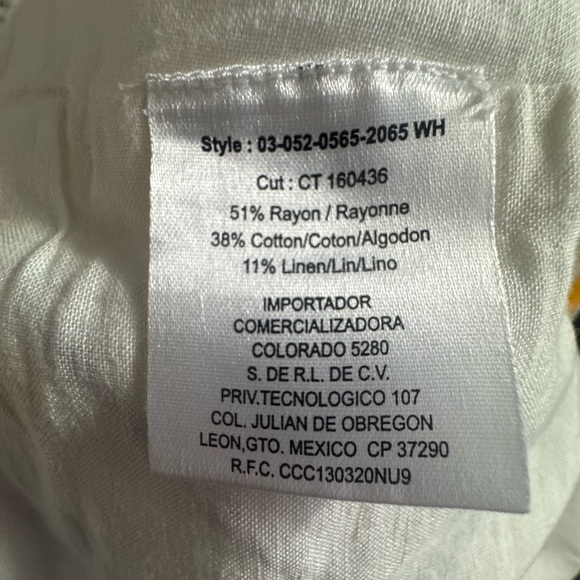 Style : 03-052-0565-2065 WH
Cut : CT 160436
51% Rayon / Rayonne
38% Cotton/Coton/Algodon
11% Linen/Lin/Lino
IMPORTADOR
COMERCIALIZADORA
COLORADO 5280
S. DE R.L. DE C.V.
PRIV.TECNOLOGICO 107
COL. JULIAN DE OBREGON
LEON,GTO. MEXICO CP 37290
R.F.C. CCC130320NU9